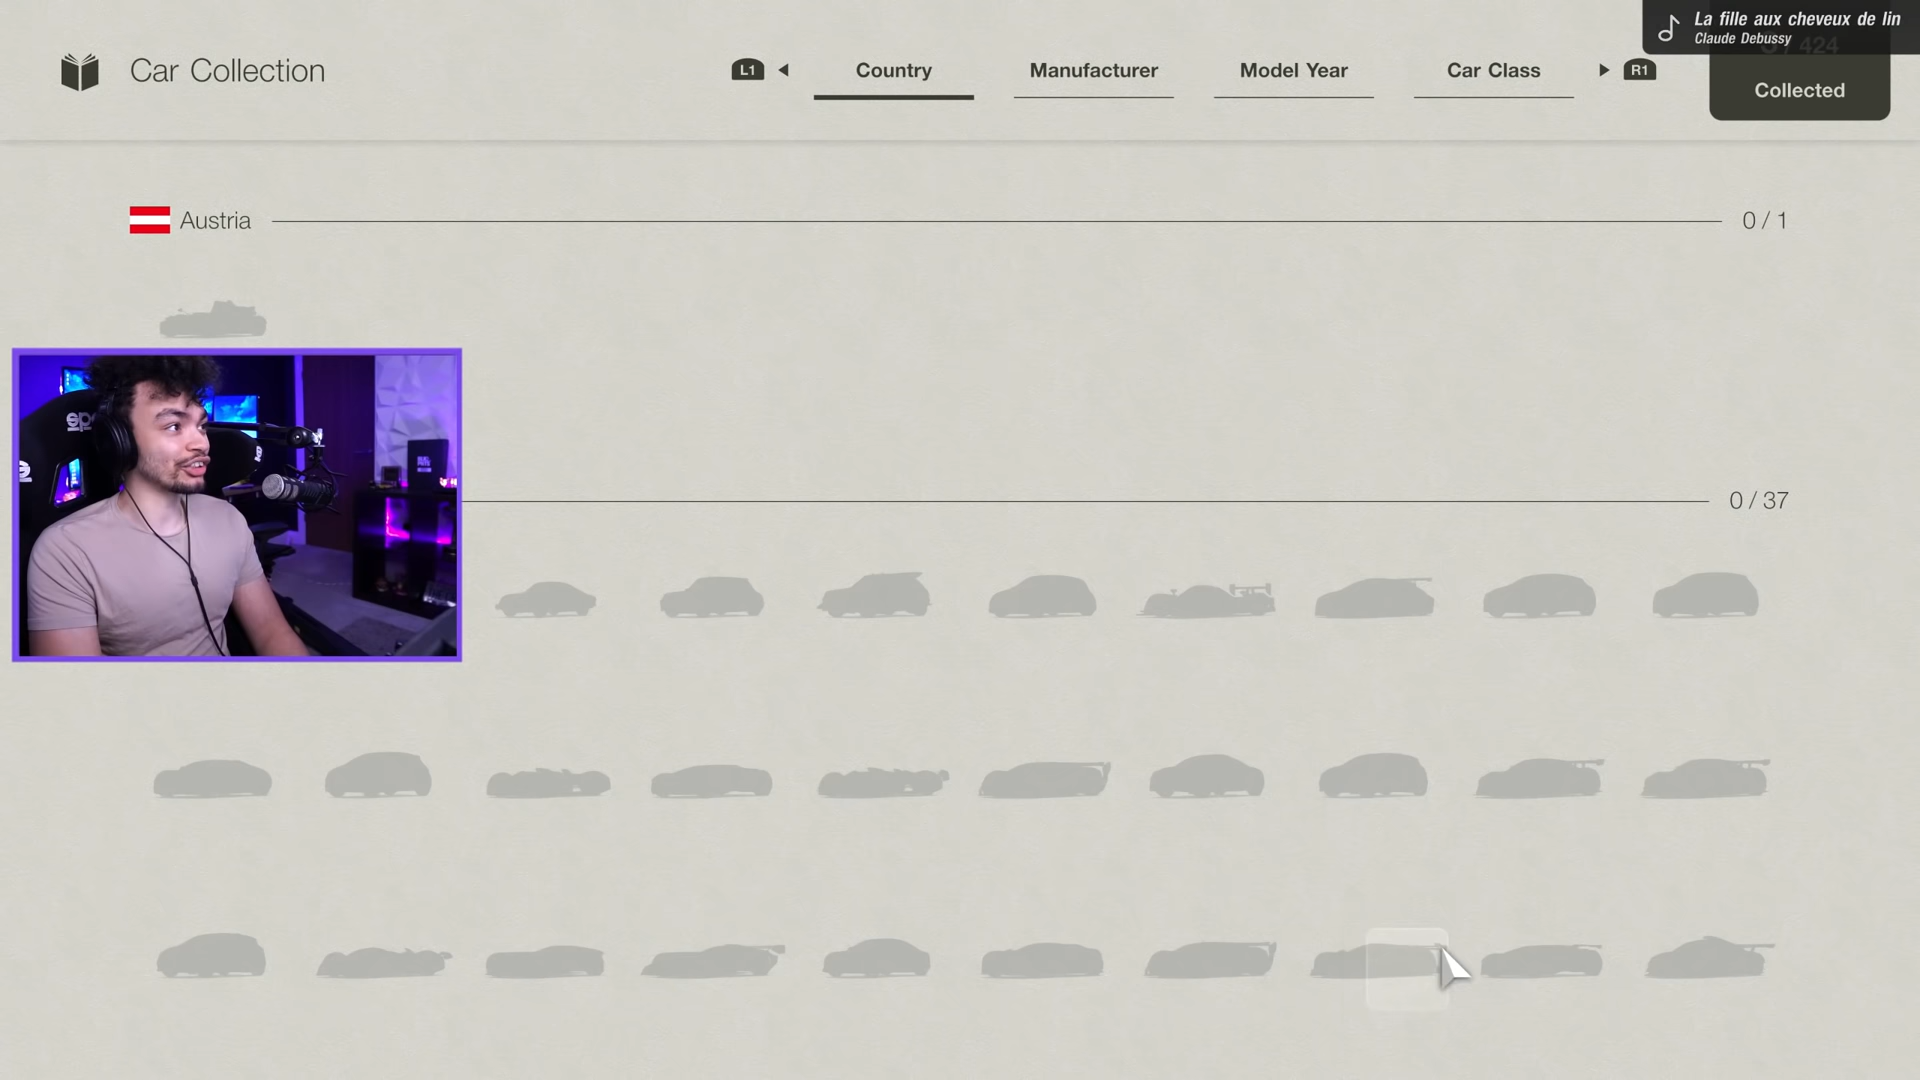 La fille aux cheveux de lin
Claude Debussy
Car Collection
L1
Country
Manufacturer
Model Year
Car Class
R1
/ 424
Collected
Austria
0 / 1
0 / 37